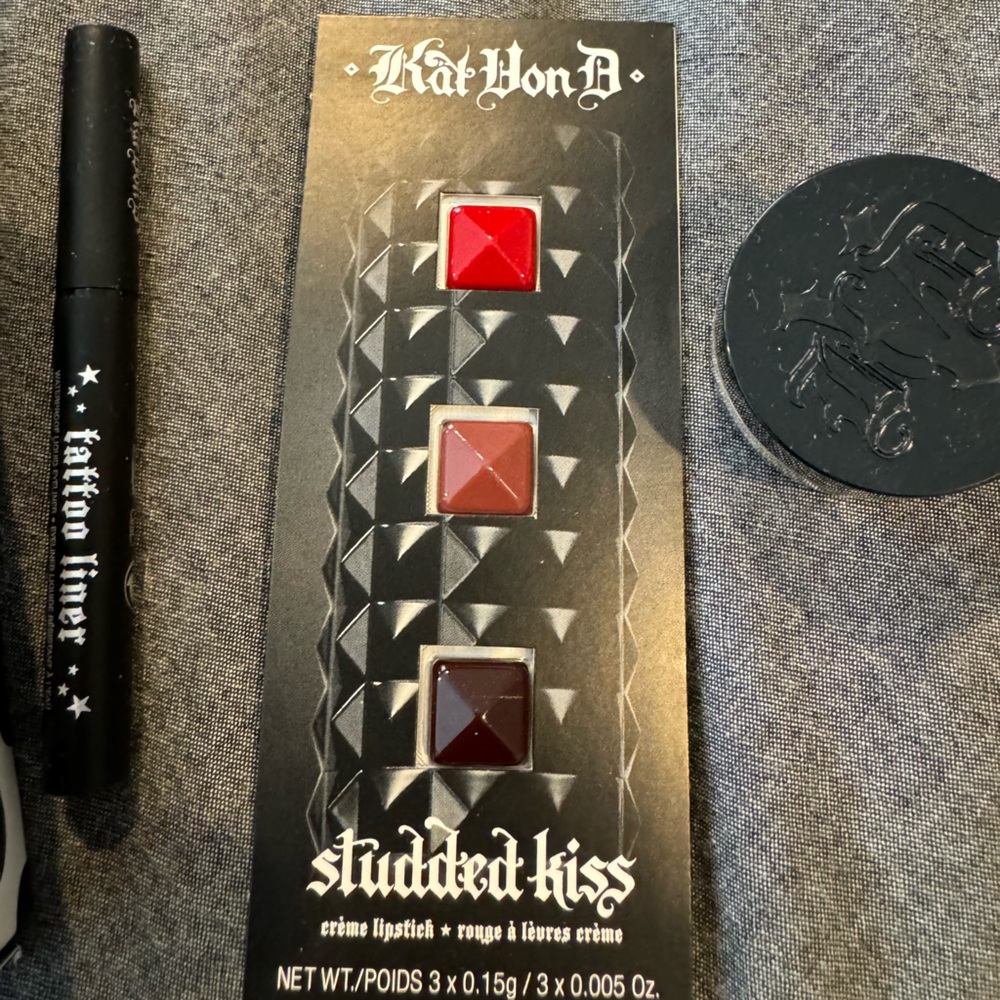 tattoo liner
Kat Von D
studded kiss
crème lipstick ★ rouge à lèvres crème
NET WT./POIDS 3 x 0.15g / 3 x 0.005 Oz.